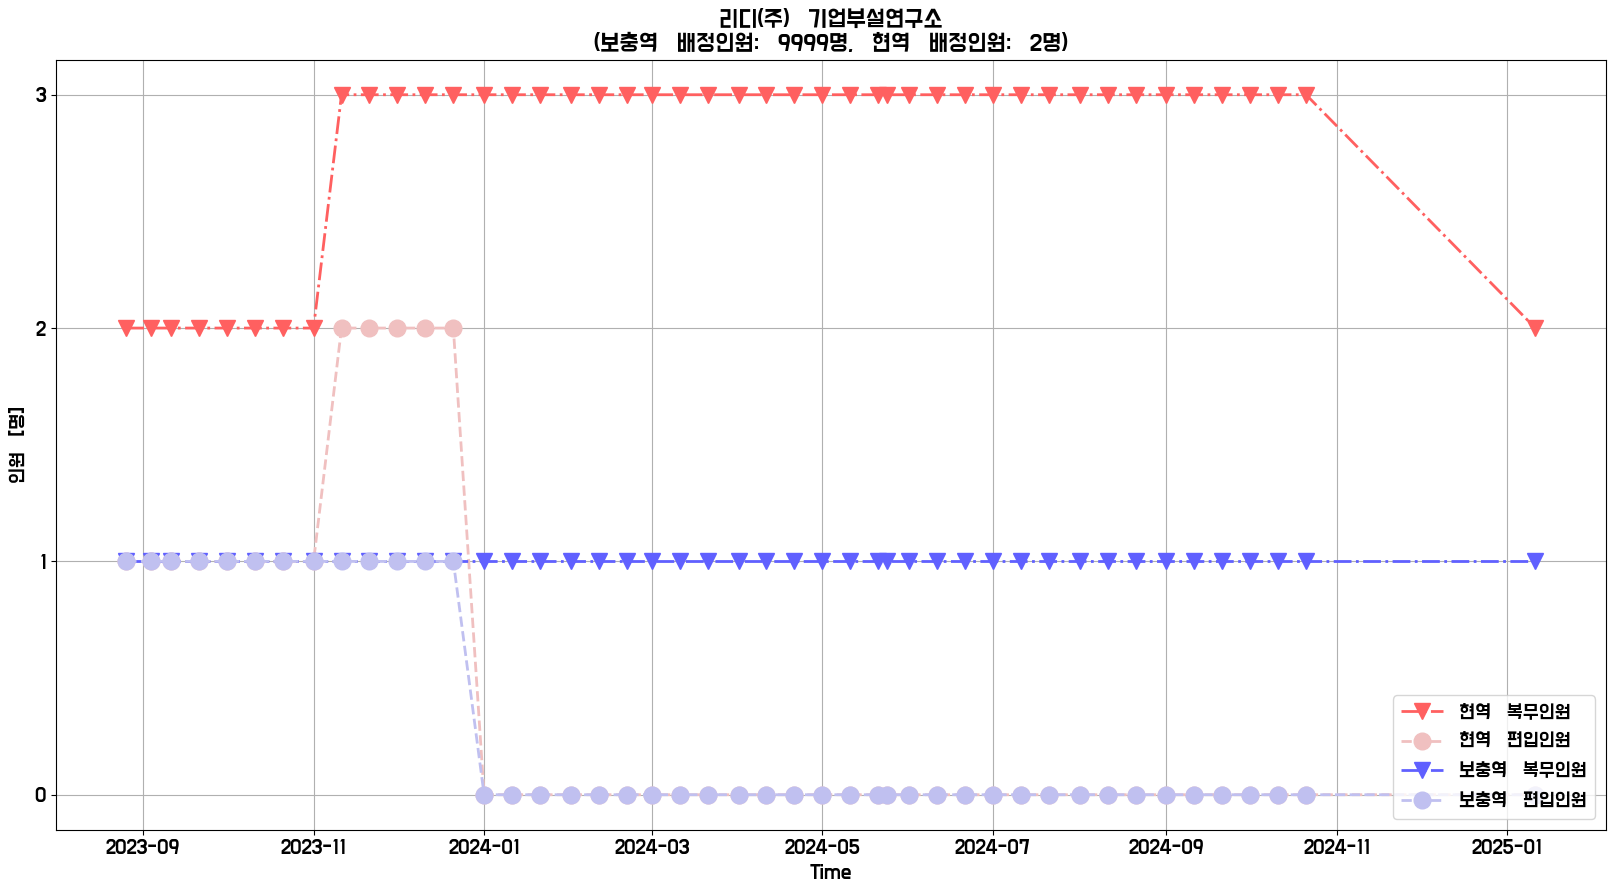 리디(주) 기업부설연구소
(보충역 배정인원: 9999명, 현역 배정인원: 2명)
3
2
1
0
인원 [명]
2023-09 2023-11 2024-01 2024-03 2024-05 2024-07 2024-09 2024-11 2025-01
Time
현역 복무인원
현역 편입인원
보충역 복무인원
보충역 편입인원